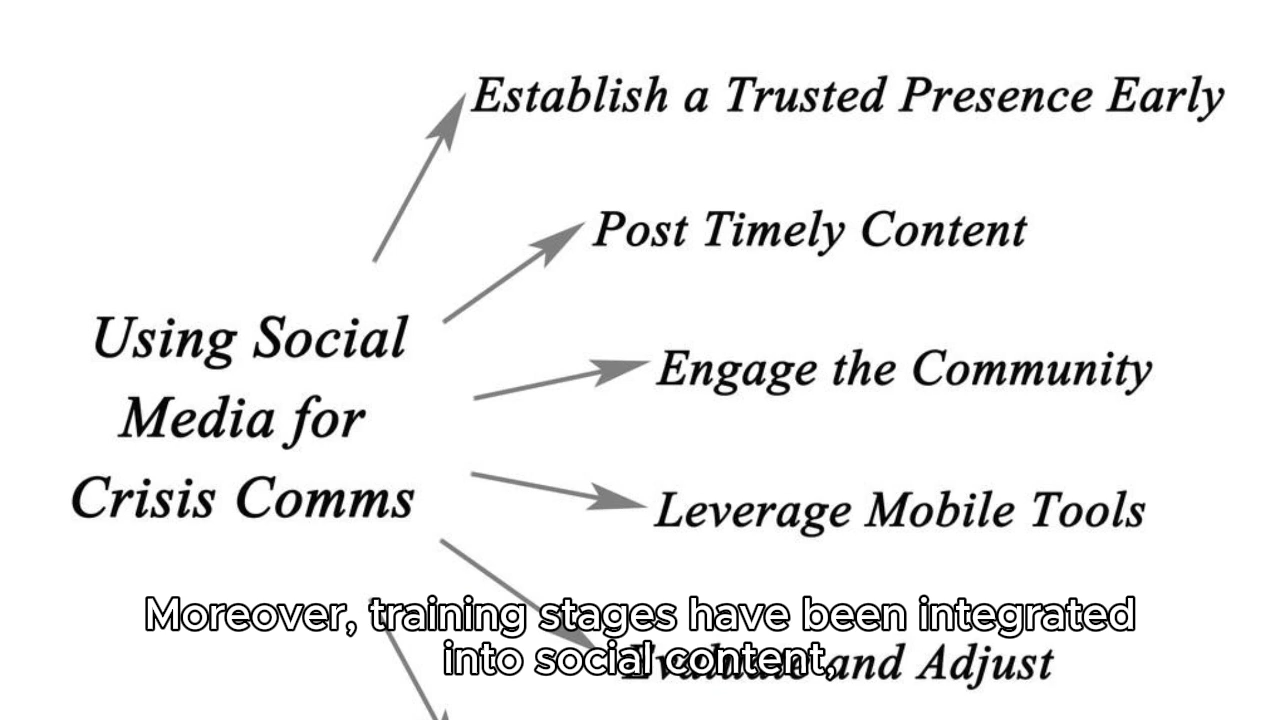 Establish a Trusted Presence Early
Post Timely Content
Using Social
Media for
Crisis Comms
Engage the Community
Leverage Mobile Tools
Evaluate and Adjust
Moreover, training stages have been integrated
into social content,